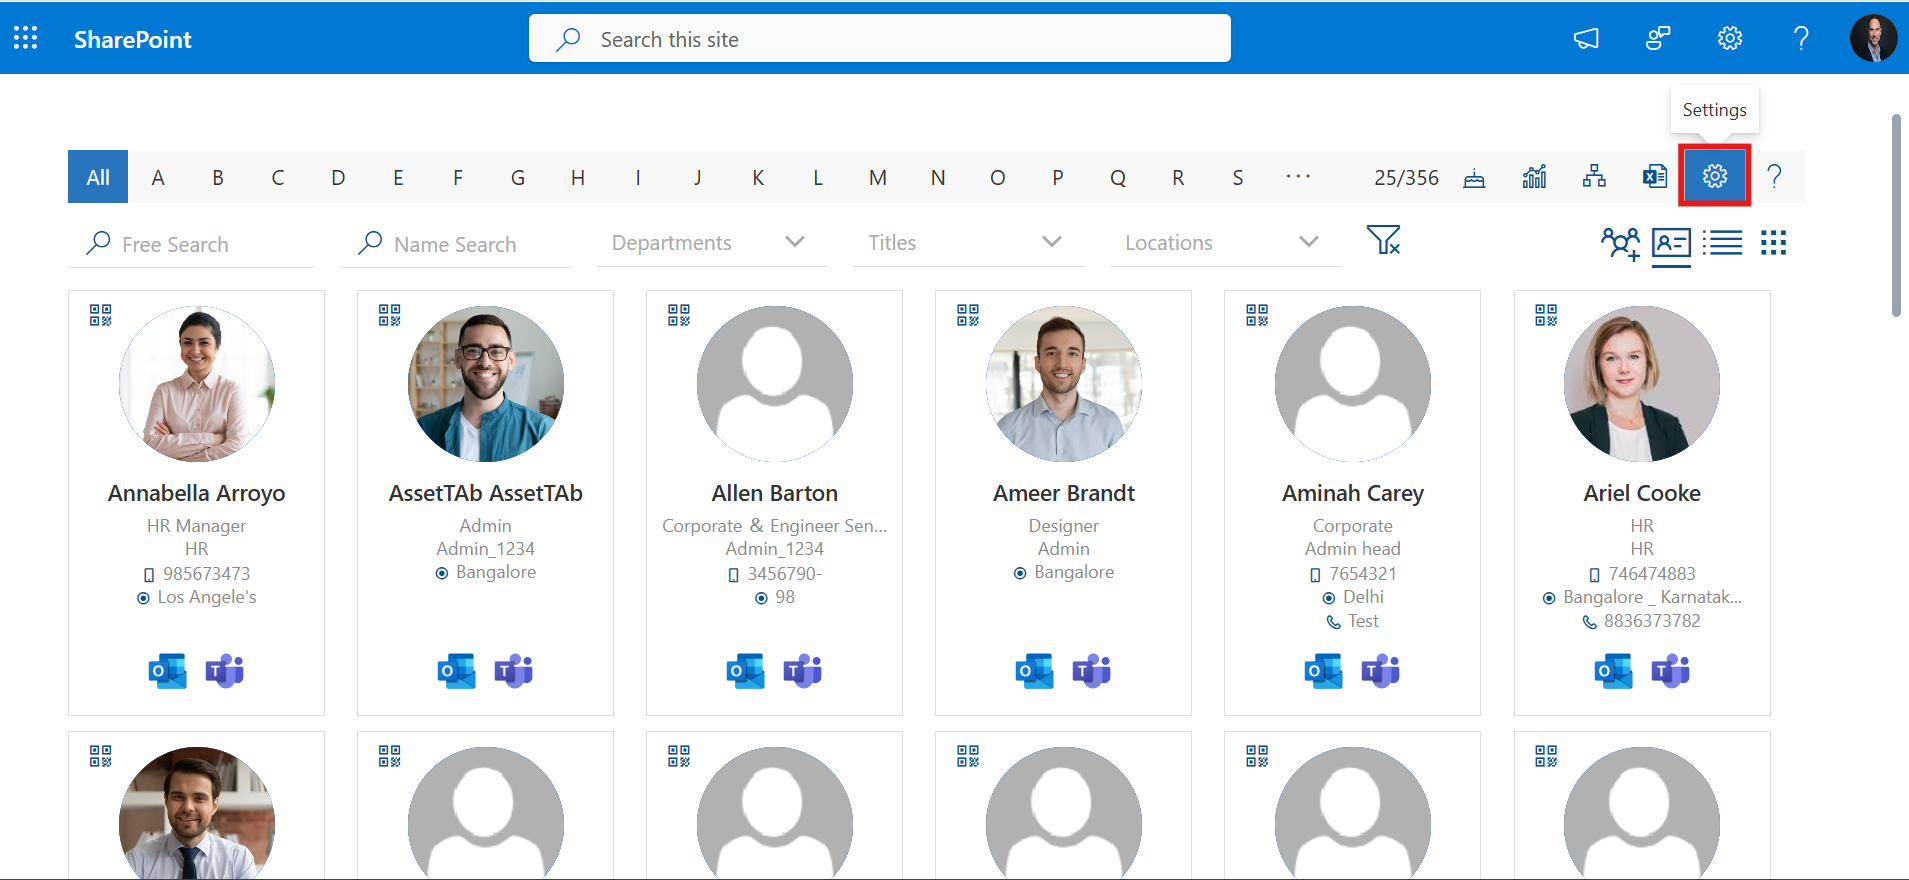 SharePoint
Search this site
Settings
All A B C D E F G H I J K L M N O P Q R S ... 25/356
Free Search Name Search Departments Titles Locations
Annabella Arroyo
HR Manager
HR
985673473
Los Angele's
AssetTAb AssetTAb
Admin
Admin_1234
Bangalore
Allen Barton
Corporate & Engineer Sen...
Admin_1234
3456790-
98
Ameer Brandt
Designer
Admin
Bangalore
Aminah Carey
Corporate
Admin head
7654321
Delhi
Test
Ariel Cooke
HR
HR
746474883
Bangalore _ Karnatak...
8836373782